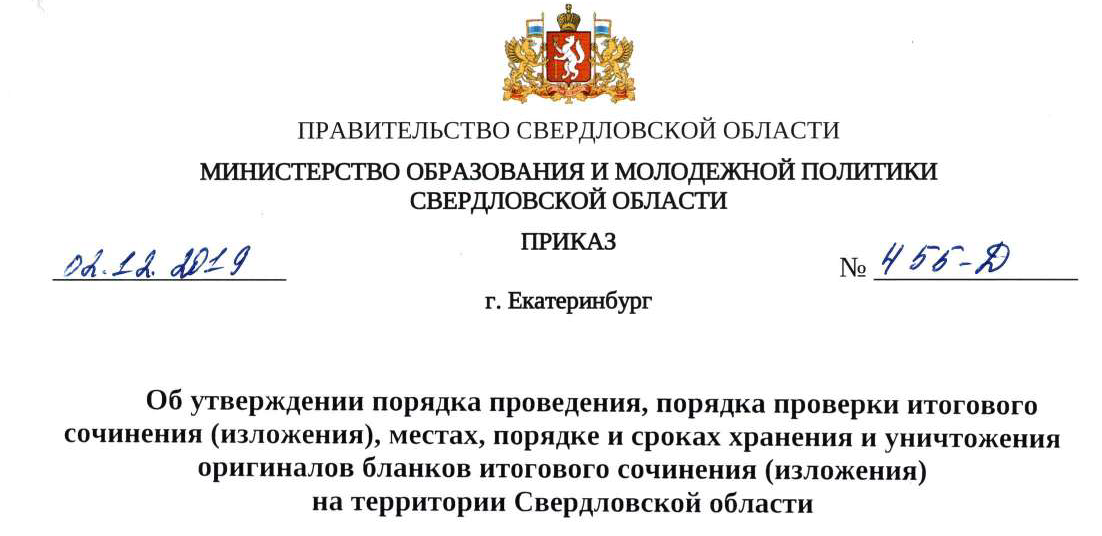 ПРАВИТЕЛЬСТВО СВЕРДЛОВСКОЙ ОБЛАСТИ
МИНИСТЕРСТВО ОБРАЗОВАНИЯ И МОЛОДЕЖНОЙ ПОЛИТИКИ
СВЕРДЛОВСКОЙ ОБЛАСТИ
ПРИКАЗ
02.12.2019 № 455-Д
г. Екатеринбург
Об утверждении порядка проведения, порядка проверки итогового
сочинения (изложения), местах, порядке и сроках хранения и уничтожения
оригиналов бланков итогового сочинения (изложения)
на территории Свердловской области